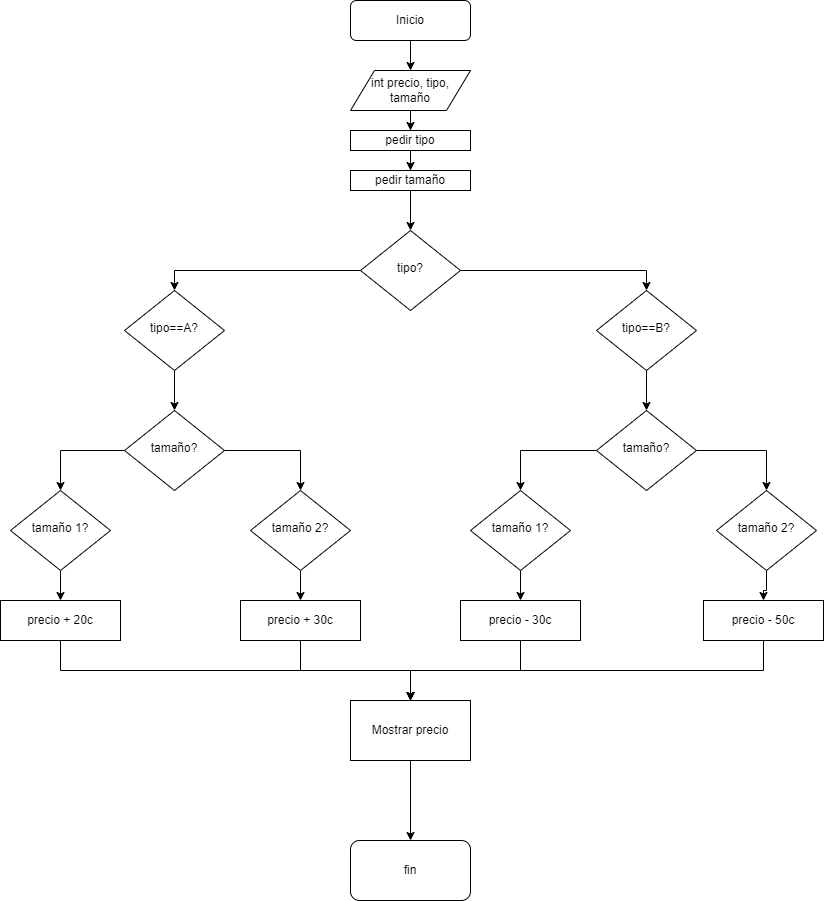 Inicio
int precio, tipo,
tamaño
pedir tipo
pedir tamaño
tipo?
tipo==A?
tipo==B?
tamaño?
tamaño?
tamaño 1?
tamaño 2?
tamaño 1?
tamaño 2?
precio + 20c
precio + 30c
precio - 30c
precio - 50c
Mostrar precio
fin